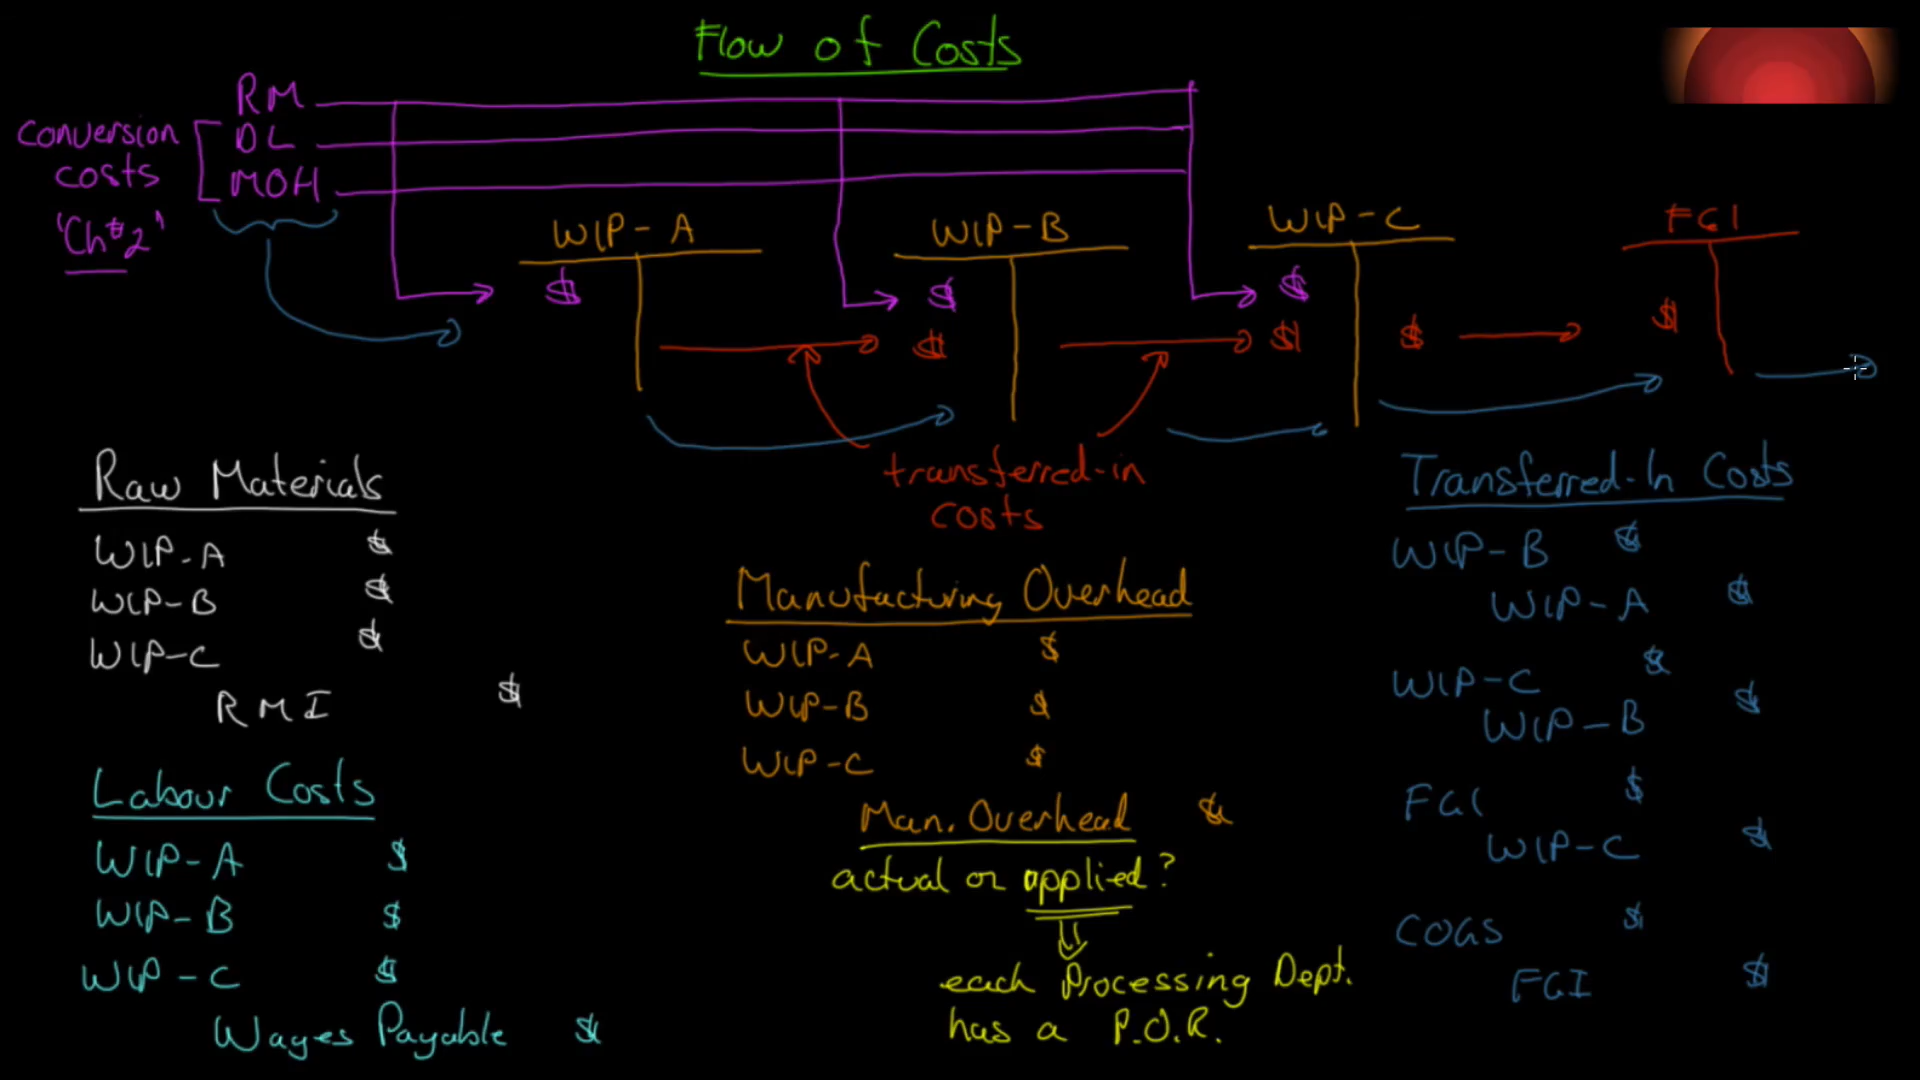 Flow of Costs
RM
DL
MOH
Conversion
costs
'Ch#2'
WIP-A
WIP-B
WIP-C
FGI
$ $ $
$ $ $ $
transferred-in
costs
Raw Materials
WIP-A $
WIP-B $
WIP-C $
RMI $
Labour Costs
WIP-A $
WIP-B $
WIP-C $
Wages Payable $
Manufacturing Overhead
WIP-A $
WIP-B $
WIP-C $
Man. Overhead $
actual or applied?
each Processing Dept.
has a P.O.R.
Transferred-In Costs
WIP-B $
WIP-A $
WIP-C $
WIP-B $
FGI $
WIP-C $
COGS $
FGI $